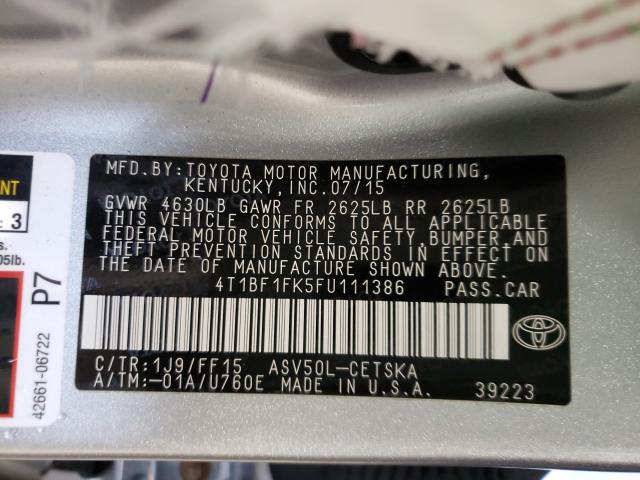 MFD.BY:TOYOTA MOTOR MANUFACTURING,
KENTUCKY,INC.07/15
GVWR 4630LB GAWR FR 2625LB RR 2625LB
THIS VEHICLE CONFORMS TO ALL APPLICABLE
FEDERAL MOTOR VEHICLE SAFETY,BUMPER,AND
THEFT PREVENTION STANDARDS IN EFFECT ON
THE DATE OF MANUFACTURE SHOWN ABOVE.
4T1BF1FK5FU111386 PASS.CAR
C/TR:1J9/FF15 ASV50L-CETSKA
A/TM:-01A/U760E MADE IN U.S.A. 39223
3
P7
42661-06722